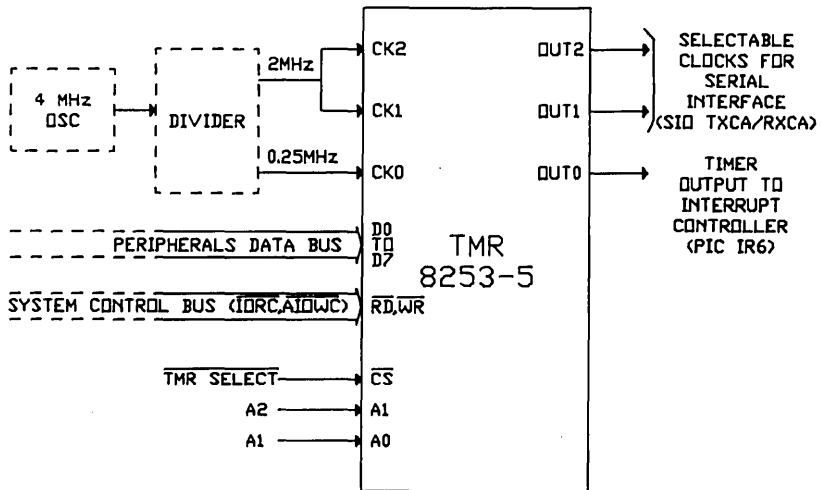 4 MHz
OSC
DIVIDER
2MHz
0.25MHz
CK2
CK1
CK0
OUT2
OUT1
OUT0
SELECTABLE
CLOCKS FOR
SERIAL
INTERFACE
(SIO TXCA/RXCA)
TIMER
OUTPUT TO
INTERRUPT
CONTROLLER
(PIC IR6)
TMR
8253-5
PERIPHERALS DATA BUS
D0
TO
D7
SYSTEM CONTROL BUS (IORC,AIOWC)
RD,WR
TMR SELECT
CS
A2
A1
A1
A0